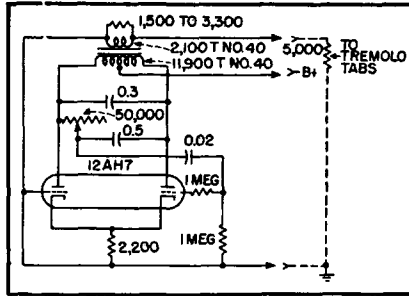 1,500 TO 3,300
2,100 T NO.40
11,900 T NO.40
5,000
TO
TREMOLO
TABS
B+
0.3
50,000
0.5
0.02
12AH7
1 MEG
1 MEG
2,200